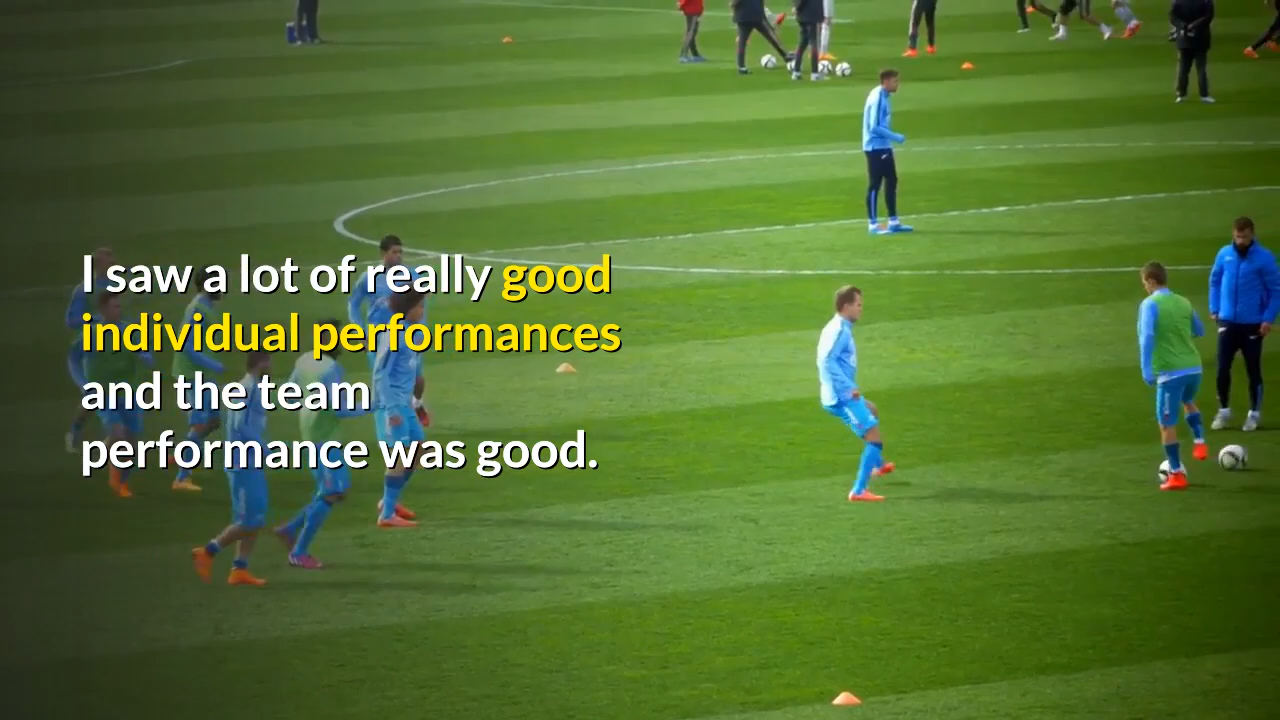 I saw a lot of really good
individual performances
and the team
performance was good.